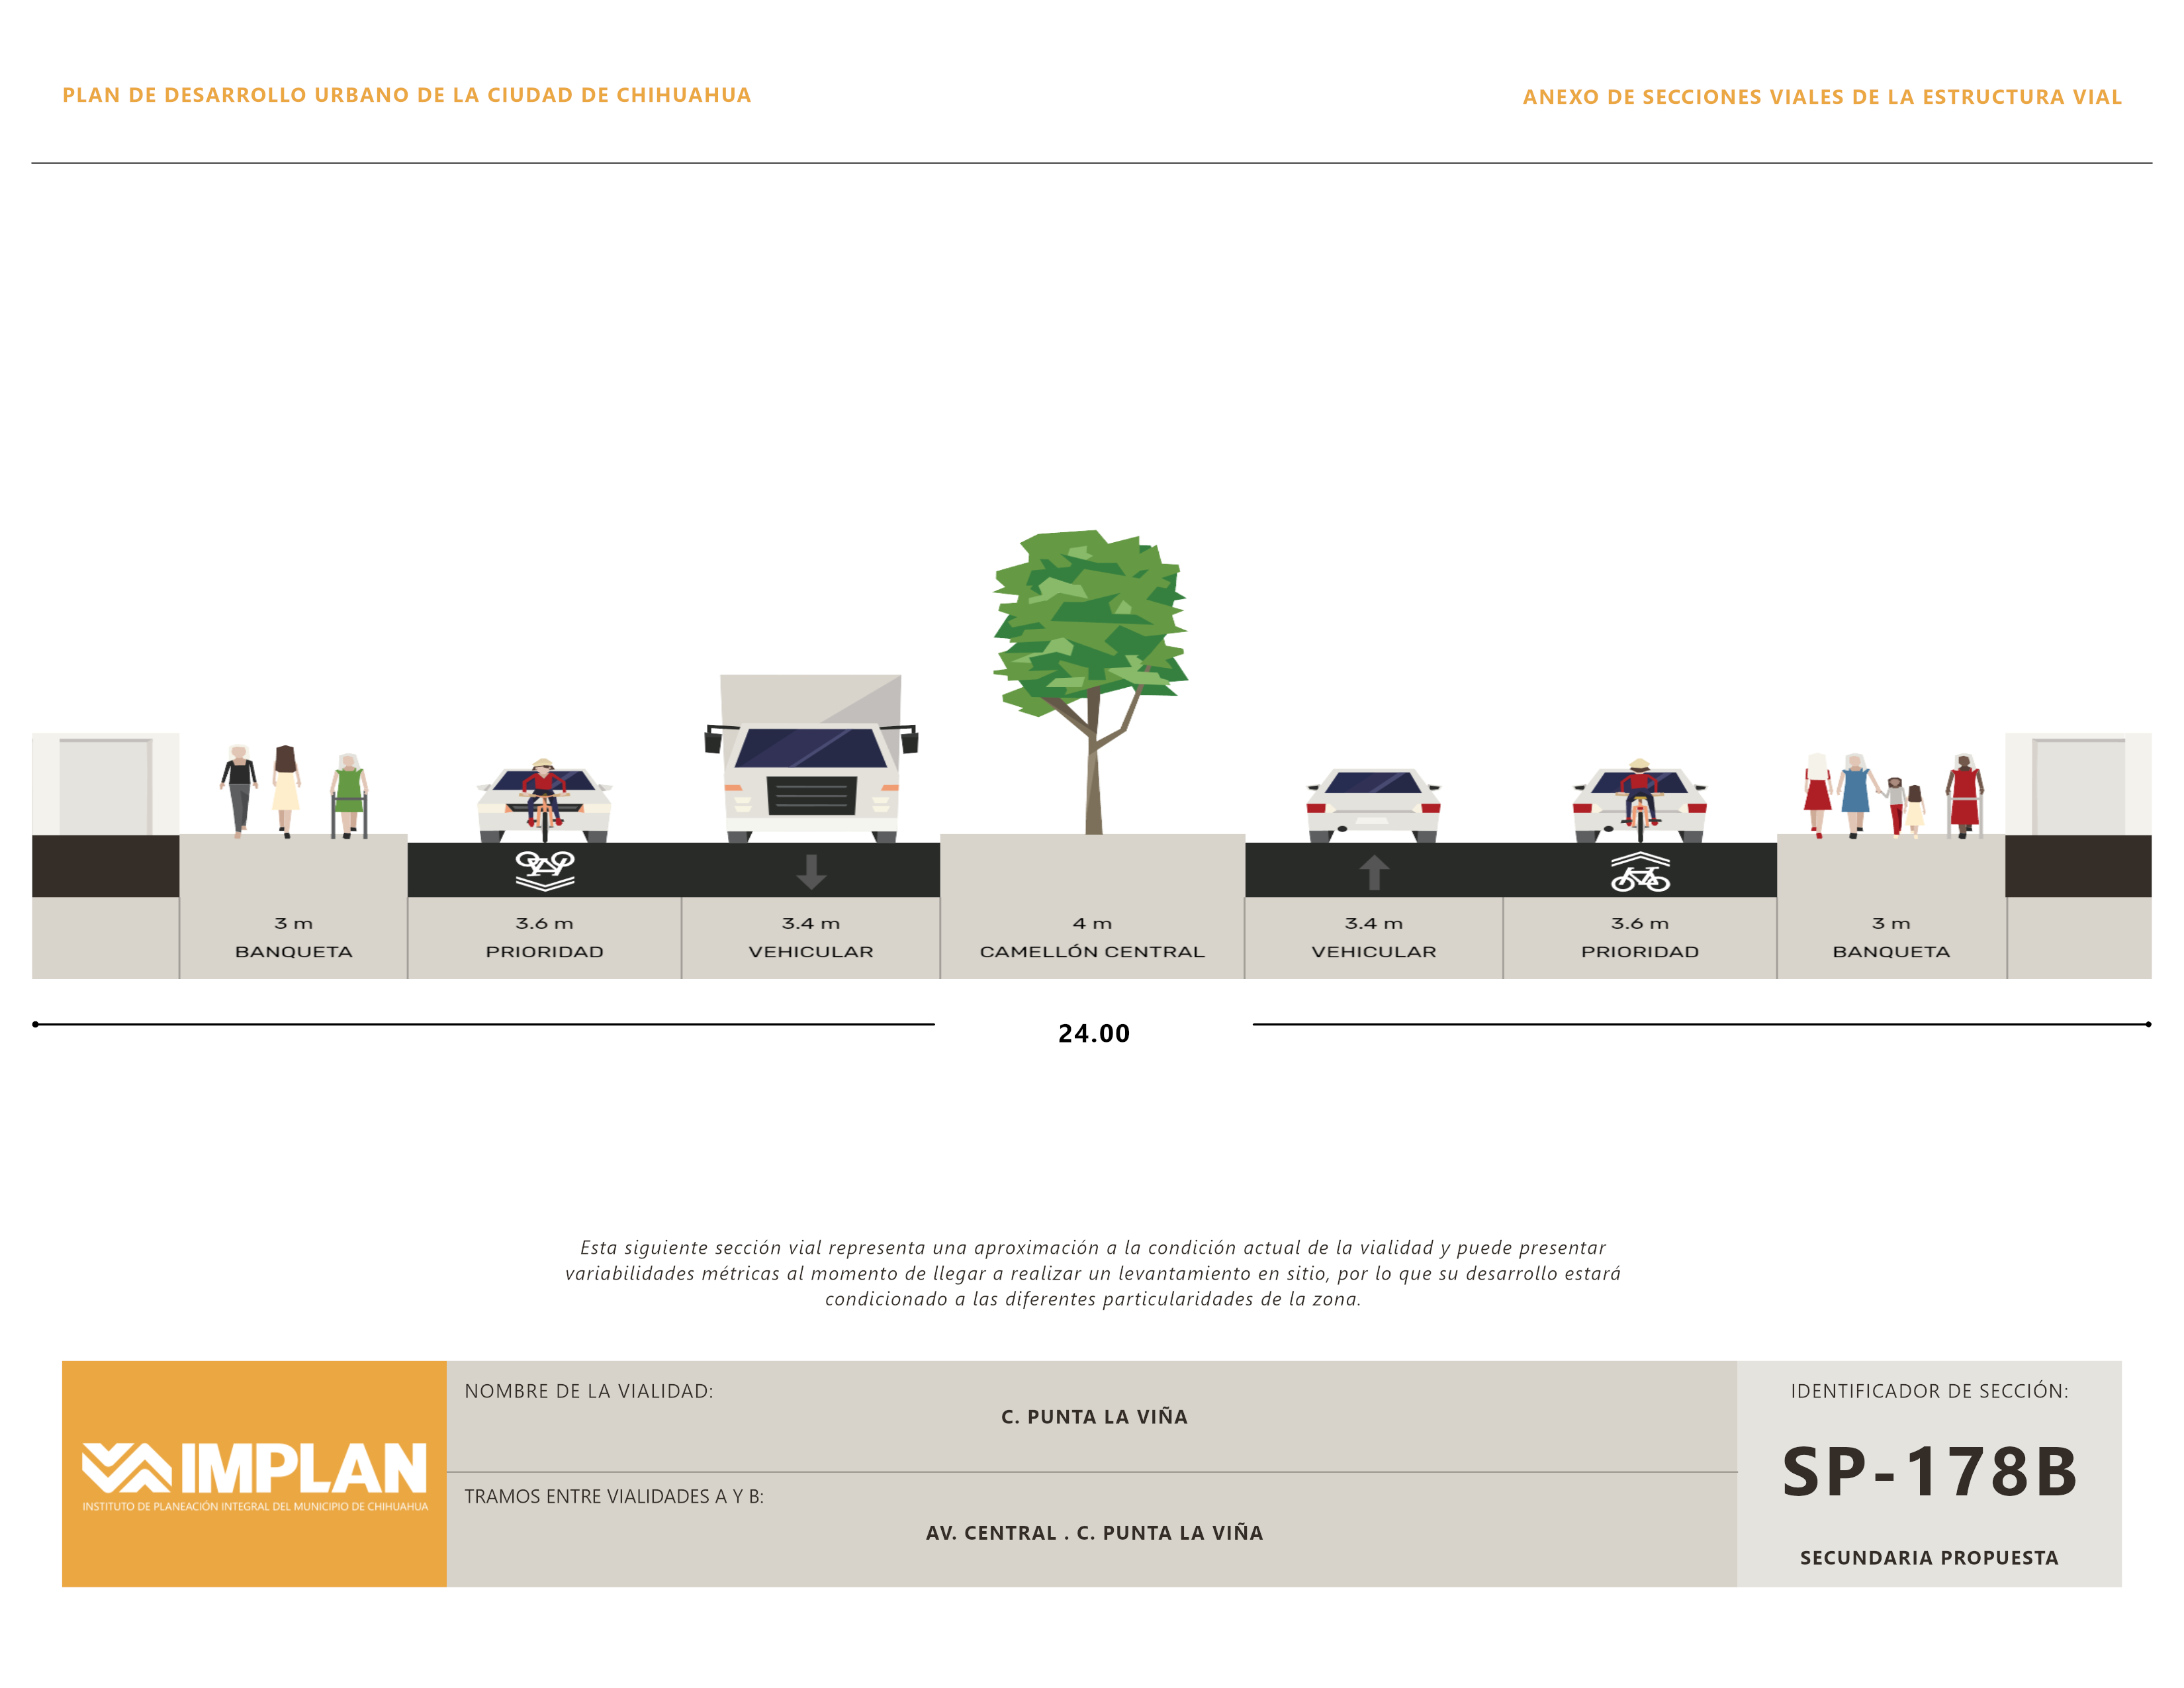 PLAN DE DESARROLLO URBANO DE LA CIUDAD DE CHIHUAHUA
ANEXO DE SECCIONES VIALES DE LA ESTRUCTURA VIAL
3 m
BANQUETA
3.6 m
PRIORIDAD
3.4 m
VEHICULAR
4 m
CAMELLÓN CENTRAL
3.4 m
VEHICULAR
3.6 m
PRIORIDAD
3 m
BANQUETA
24.00
Esta siguiente sección vial representa una aproximación a la condición actual de la vialidad y puede presentar
variabilidades métricas al momento de llegar a realizar un levantamiento en sitio, por lo que su desarrollo estará
condicionado a las diferentes particularidades de la zona.
IMPLAN
INSTITUTO DE PLANEACIÓN INTEGRAL DEL MUNICIPIO DE CHIHUAHUA
NOMBRE DE LA VIALIDAD:
C. PUNTA LA VIÑA
TRAMOS ENTRE VIALIDADES A Y B:
AV. CENTRAL . C. PUNTA LA VIÑA
IDENTIFICADOR DE SECCIÓN:
SP-178B
SECUNDARIA PROPUESTA